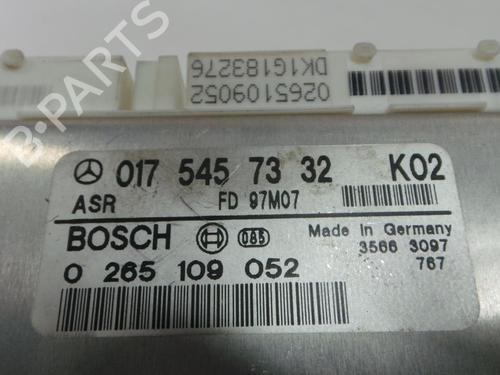 0265109052
DK1G183276
B-PARTS
017 545 73 32 K02
ASR FD 97M07
BOSCH 085 Made in Germany
3566 3097
0 265 109 052 767